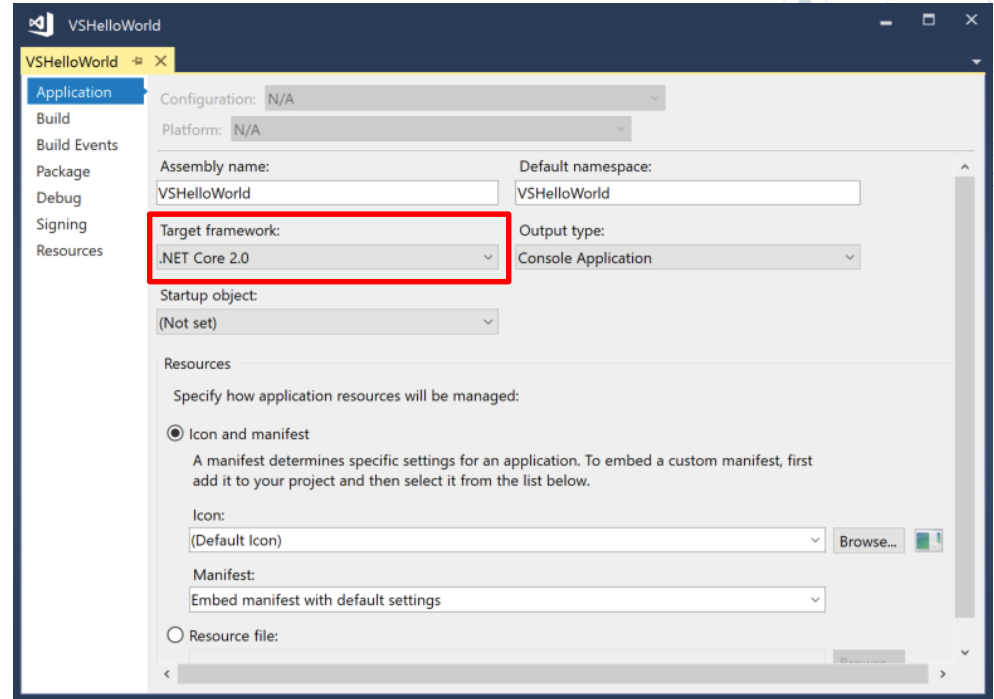 VSHelloWorld
VSHelloWorld
Application
Build
Build Events
Package
Debug
Signing
Resources
Configuration: N/A
Platform: N/A
Assembly name:
VSHelloWorld
Default namespace:
VSHelloWorld
Target framework:
.NET Core 2.0
Output type:
Console Application
Startup object:
(Not set)
Resources
Specify how application resources will be managed:
Icon and manifest
A manifest determines specific settings for an application. To embed a custom manifest, first
add it to your project and then select it from the list below.
Icon:
(Default Icon)
Browse...
Manifest:
Embed manifest with default settings
Resource file: